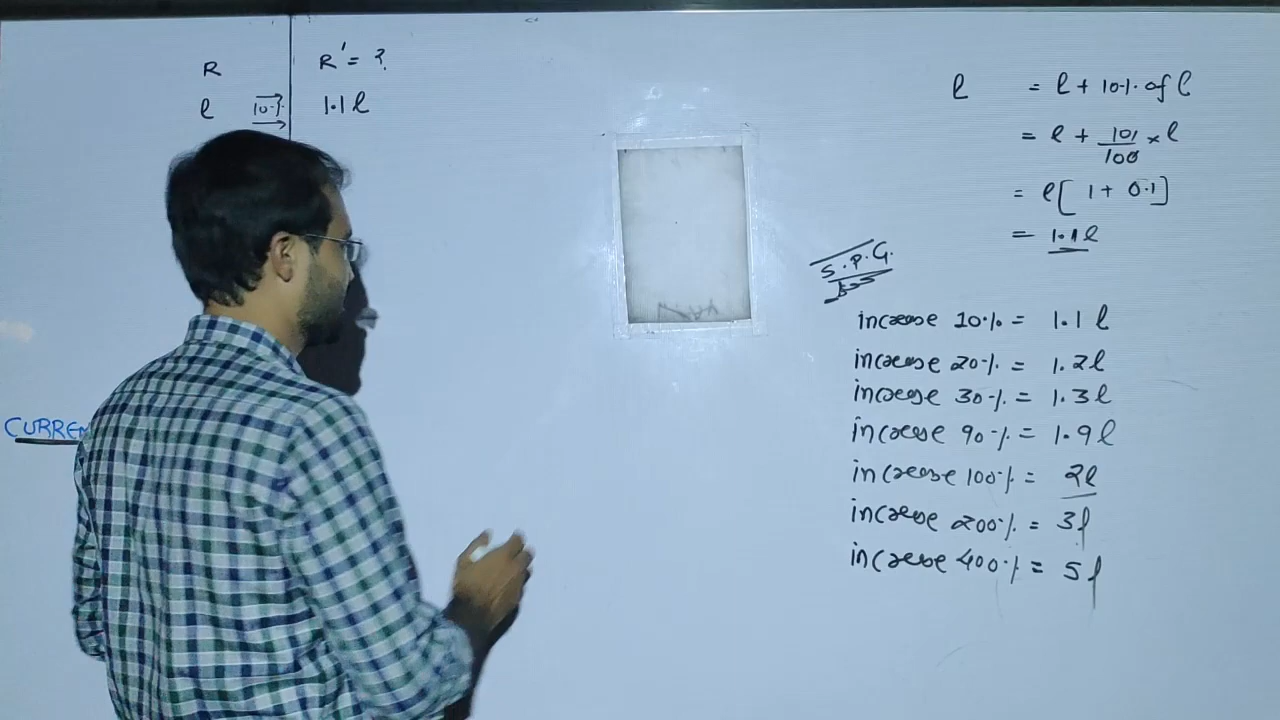 R R' = ?
l 10% 1.1 l
CURREN
l = l + 10% of l
= l + 10/100 × l
= l[ 1 + 0.1]
= 1.1 l
S.P.G.
increase 10% = 1.1 l
increase 20% = 1.2 l
increase 30% = 1.3 l
increase 90% = 1.9 l
increase 100% = 2l
increase 200% = 3l
increase 400% = 5l